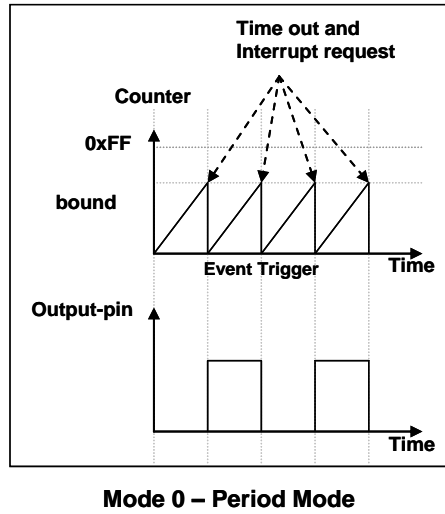 Time out and
Interrupt request
Counter
0xFF
bound
Event Trigger
Time
Output-pin
Time
Mode 0 – Period Mode